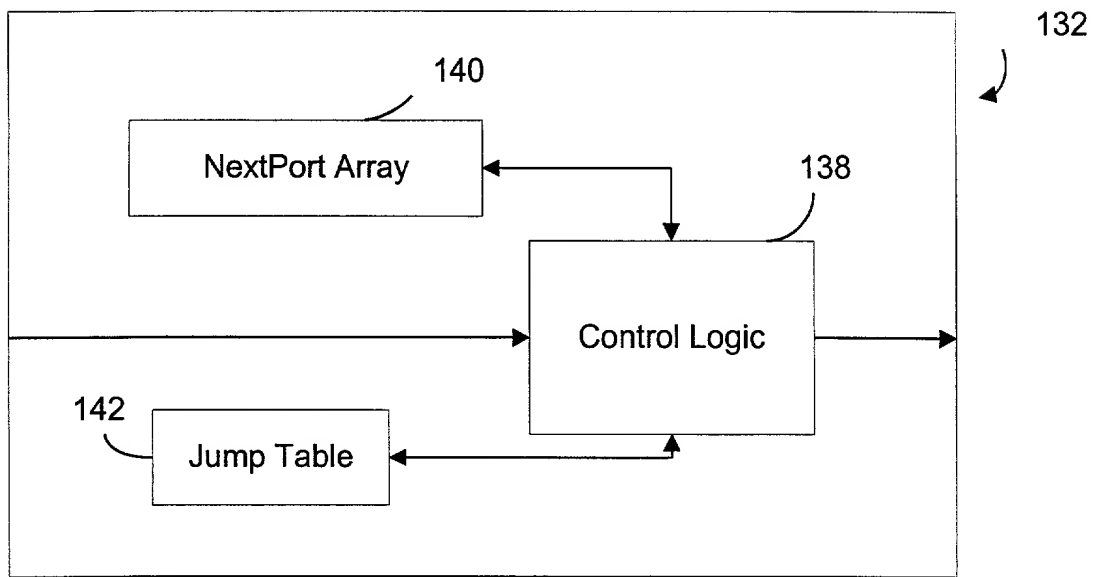 132
140
NextPort Array
138
Control Logic
142
Jump Table